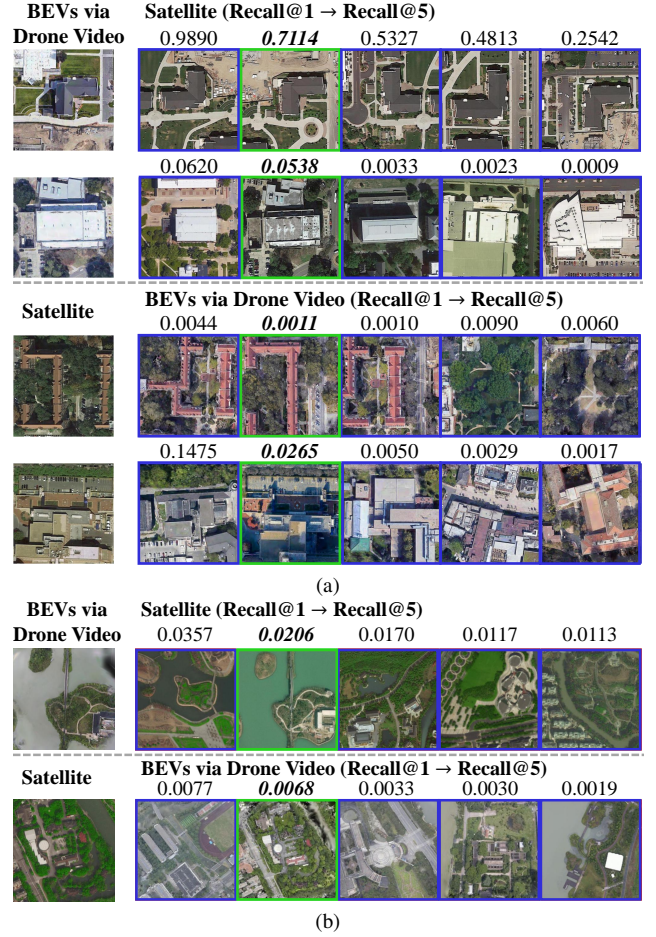 BEVs via Satellite (Recall@1 → Recall@5)
Drone Video 0.9890 0.7114 0.5327 0.4813 0.2542
0.0620 0.0538 0.0033 0.0023 0.0009
Satellite BEVs via Drone Video (Recall@1 → Recall@5)
0.0044 0.0011 0.0010 0.0090 0.0060
0.1475 0.0265 0.0050 0.0029 0.0017
(a)
BEVs via Satellite (Recall@1 → Recall@5)
Drone Video 0.0357 0.0206 0.0170 0.0117 0.0113
Satellite BEVs via Drone Video (Recall@1 → Recall@5)
0.0077 0.0068 0.0033 0.0030 0.0019
(b)